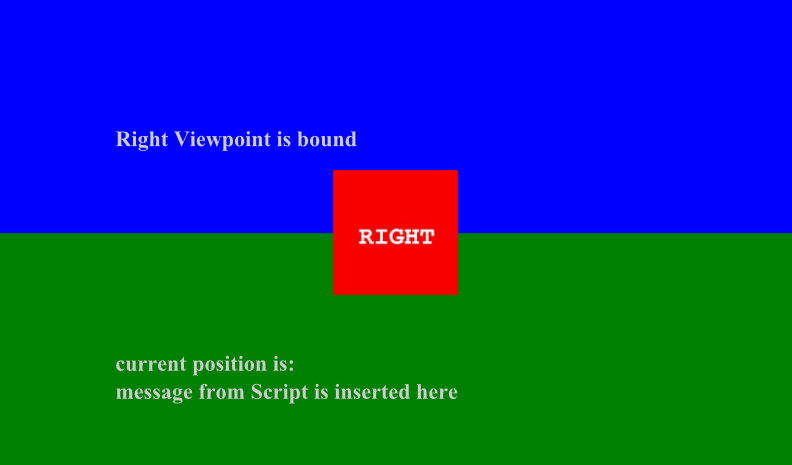 Right Viewpoint is bound
RIGHT
current position is:
message from Script is inserted here